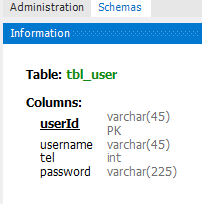 Administration Schemas
Information
Table: tbl_user
Columns:
userId varchar(45)
PK
username varchar(45)
tel int
password varchar(225)